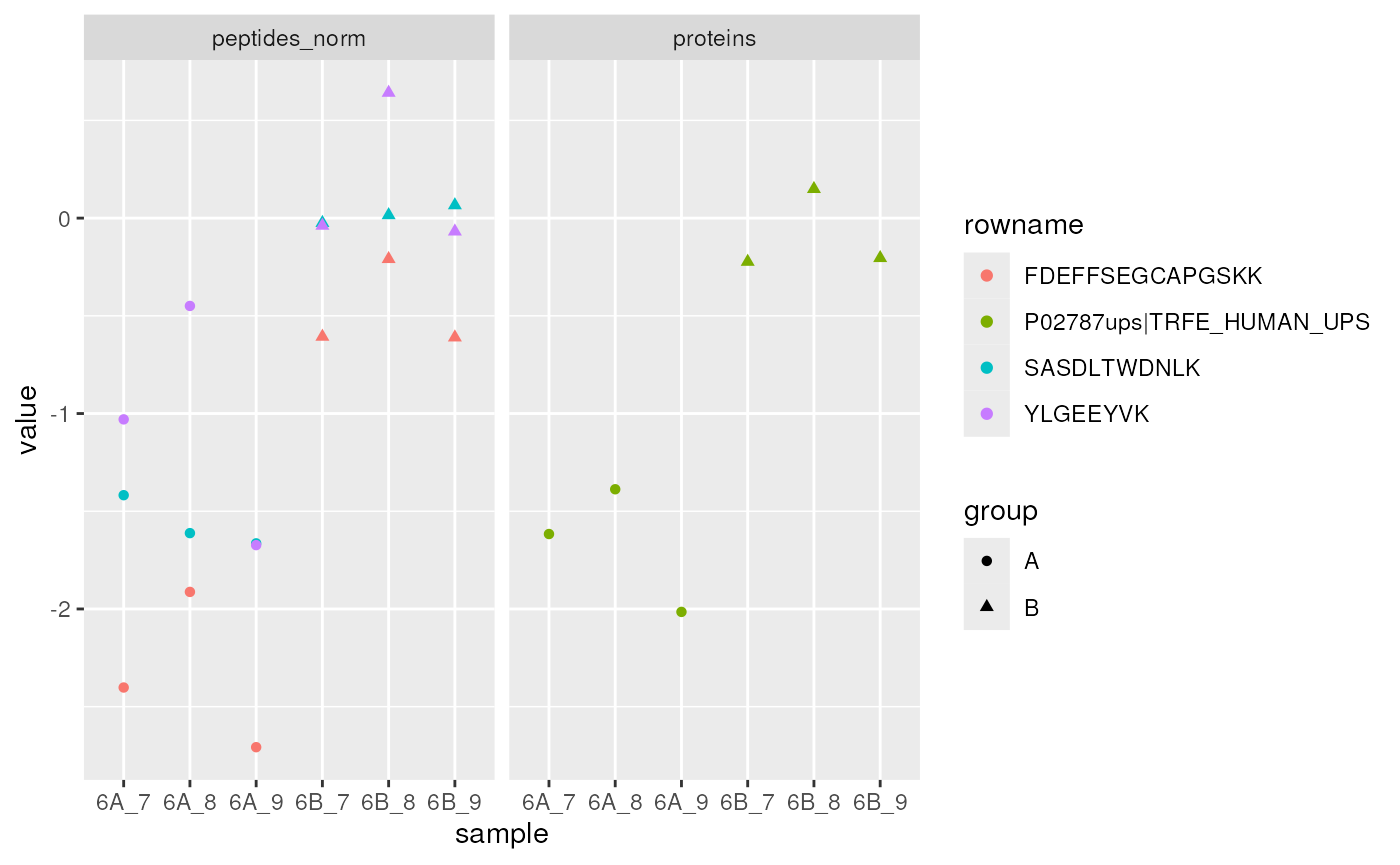 peptides_norm
proteins
0
-1
-2
value
6A_7 6A_8 6A_9 6B_7 6B_8 6B_9
6A_7 6A_8 6A_9 6B_7 6B_8 6B_9
sample
rowname
FDEFFSEGCAPGSKK
P02787ups|TRFE_HUMAN_UPS
SASDLTWDNLK
YLGEEYVK
group
A
B